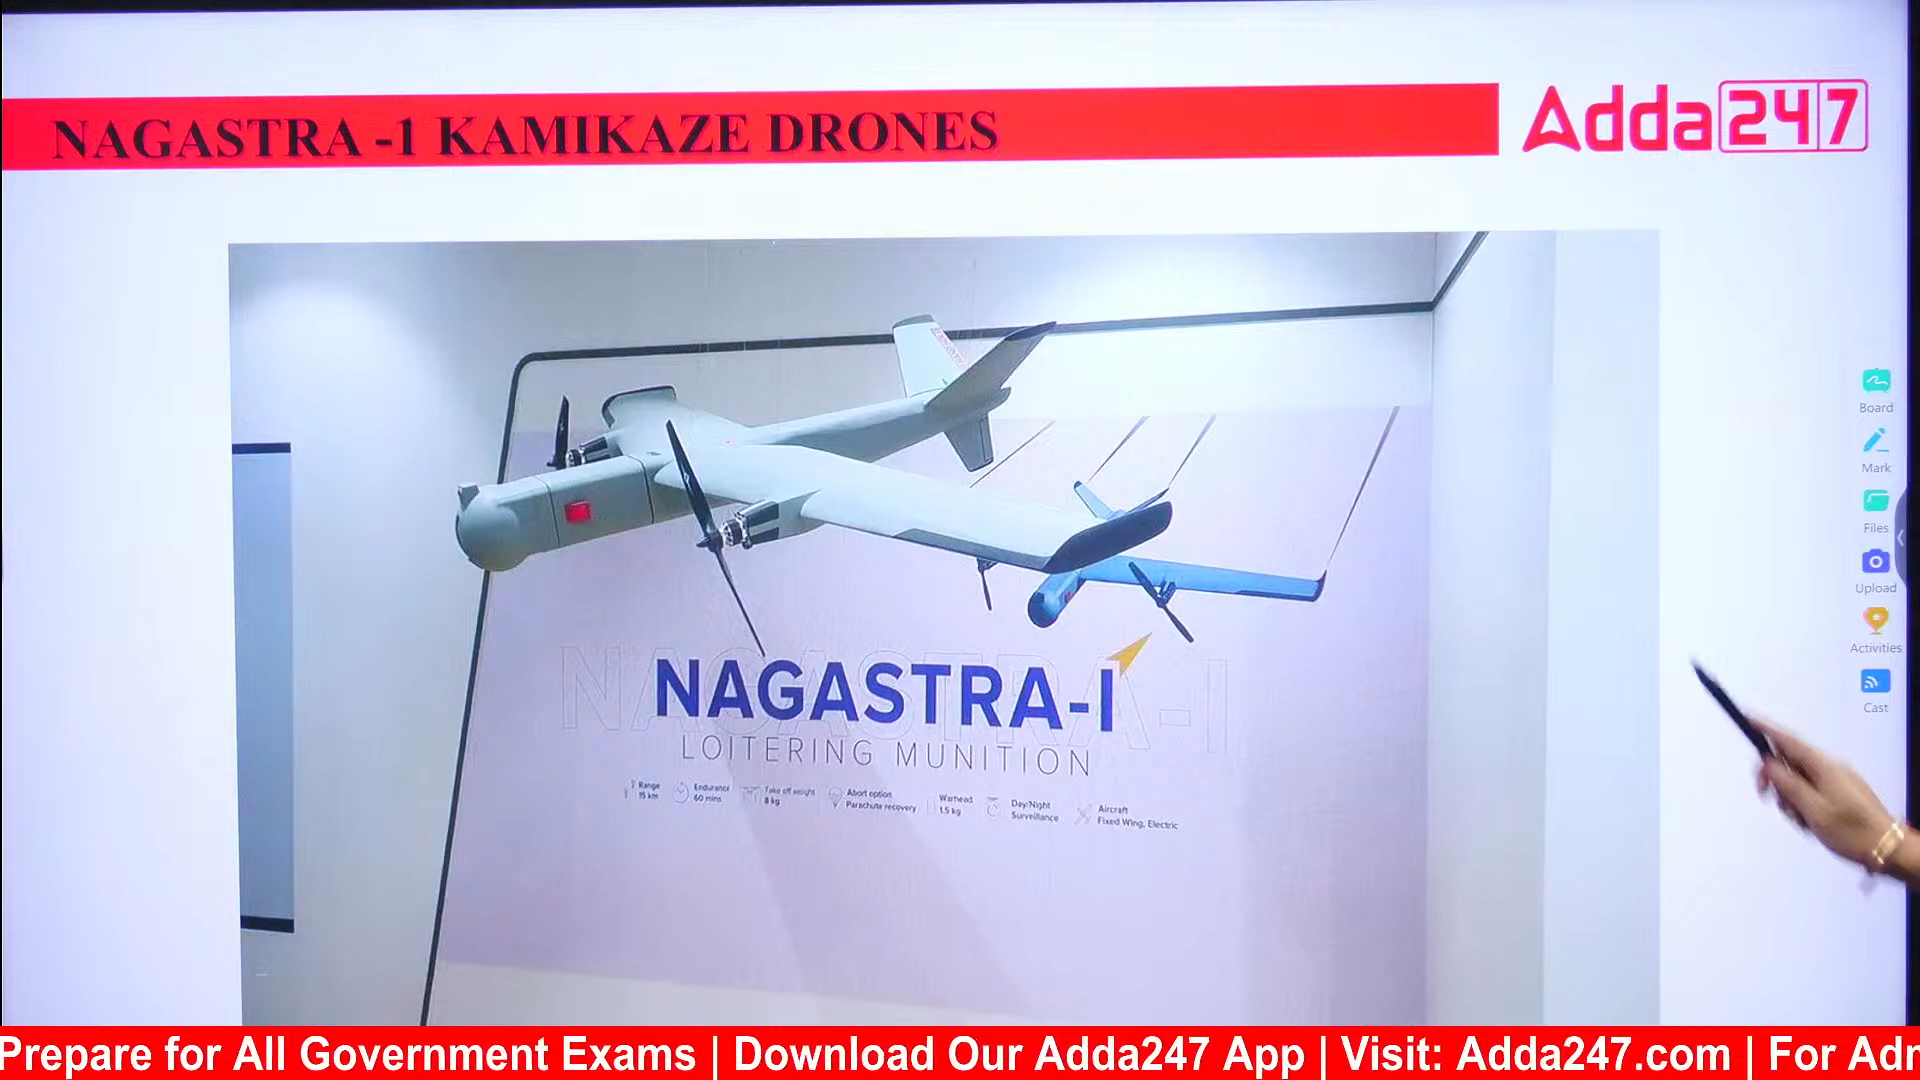 NAGASTRA -1 KAMIKAZE DRONES
Adda247
NAGASTRA-I
LOITERING MUNITION
Range
15 km
Endurance
60 mins
Take off weight
8 kg
Abort option
Parachute recovery
Warhead
1.5 kg
Day/Night
Surveillance
Aircraft
Fixed Wing, Electric
Board
Mark
Files
Upload
Activities
Cast
Prepare for All Government Exams | Download Our Adda247 App | Visit: Adda247.com | For Adm